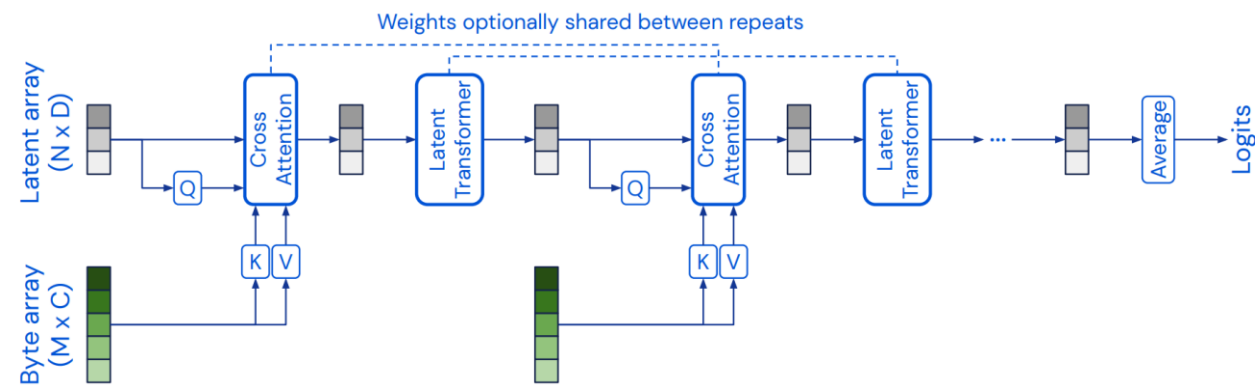 Weights optionally shared between repeats
Latent array
(N x D)
Q
Cross
Attention
Latent
Transformer
Q
Cross
Attention
Latent
Transformer
...
Average
Logits
K
V
K
V
Byte array
(M x C)